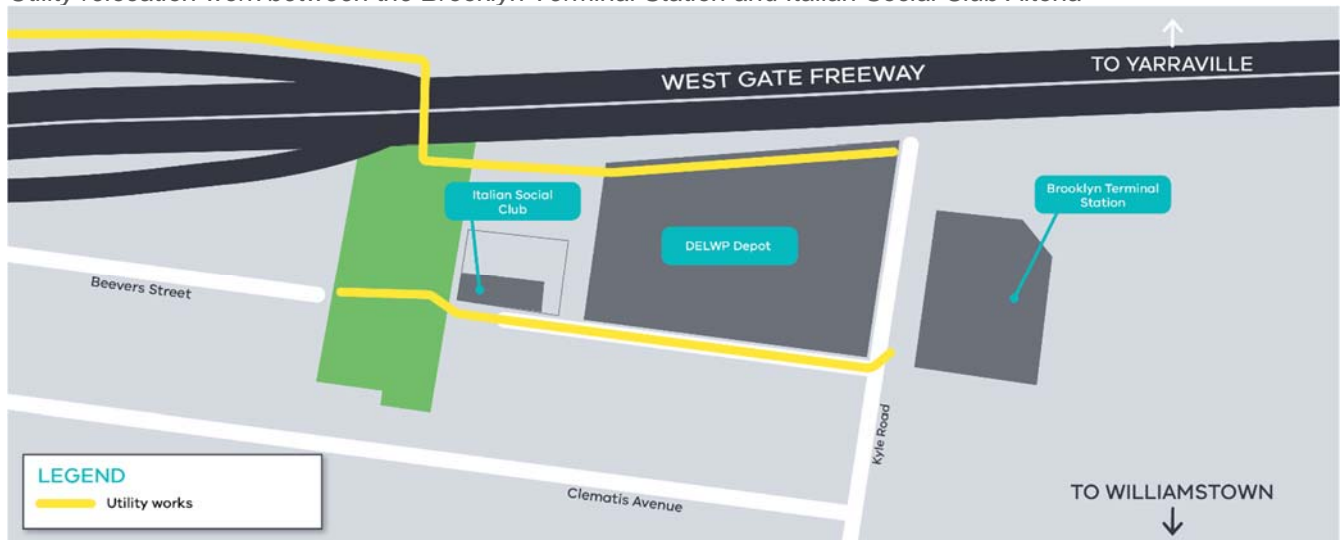 Utility relocation work between the Brooklyn Terminal Station and Italian Social Club Altona
WEST GATE FREEWAY
TO YARRAVILLE
Italian Social
Club
Brooklyn Terminal
Station
DELWP Depot
Beevers Street
Kyle Road
Clematis Avenue
LEGEND
Utility works
TO WILLIAMSTOWN